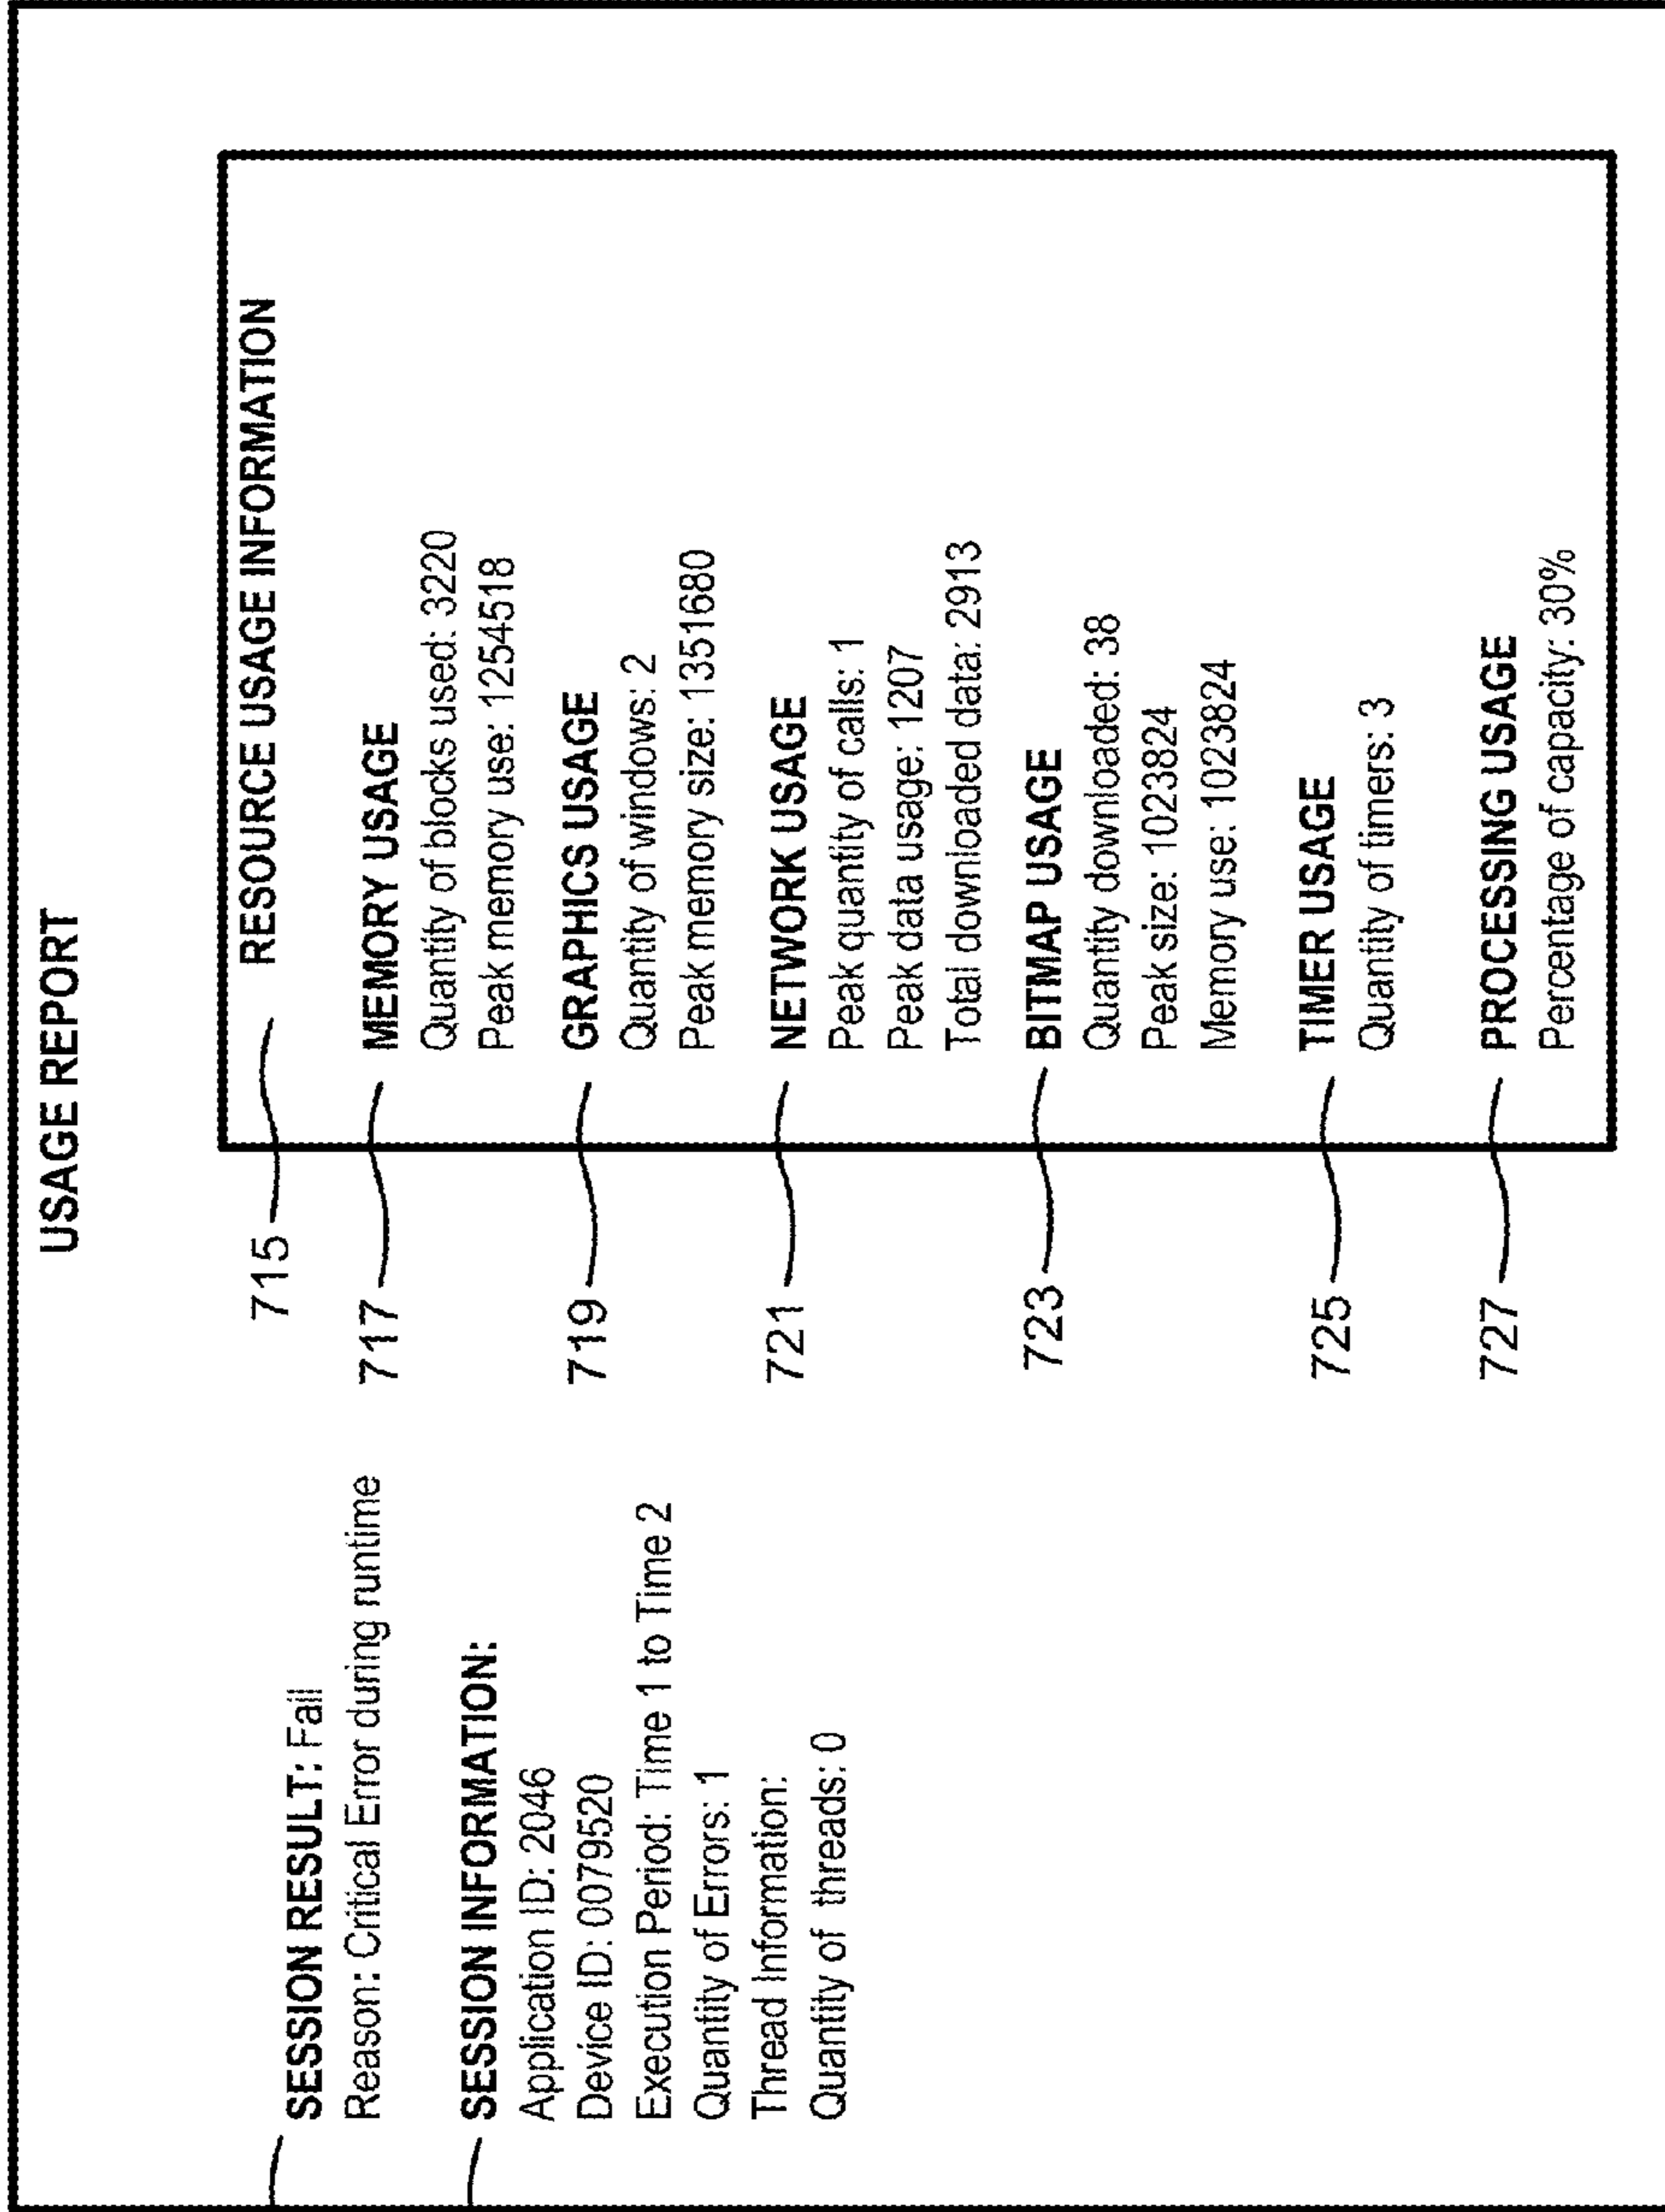 USAGE REPORT
SESSION RESULT: Fail
Reason: Critical Error during runtime
SESSION INFORMATION:
Application ID: 2046
Device ID: 0079520
Execution Period: Time 1 to Time 2
Quantity of Errors: 1
Thread Information:
Quantity of threads: 0
715
RESOURCE USAGE INFORMATION
717
MEMORY USAGE
Quantity of blocks used: 3220
Peak memory use: 1254518
719
GRAPHICS USAGE
Quantity of windows: 2
Peak memory size: 1351680
721
NETWORK USAGE
Peak quantity of calls: 1
Peak data usage: 1207
Total downloaded data: 2913
723
BITMAP USAGE
Quantity downloaded: 38
Peak size: 1023824
Memory use: 1023824
725
TIMER USAGE
Quantity of timers: 3
727
PROCESSING USAGE
Percentage of capacity: 30%